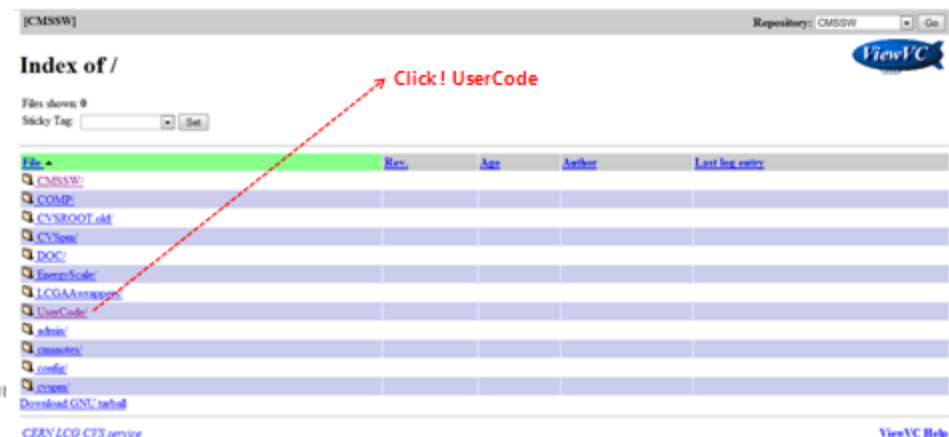 [CMSSW]
Repository: CMSSW Go
ViewVC
Index of /
Click! UserCode
Files shown: 0
Sticky Tag: Set
File Rev. Age Author Last log entry
CMSSW/
COMP/
CVSROOT.old/
CVSpm/
DOC/
EnergyScale/
LCGAAwrappers/
UserCode/
admin/
cmsnotes/
config/
cvspm/
Download GNU tarball
CERN LCG CVS service ViewVC Help